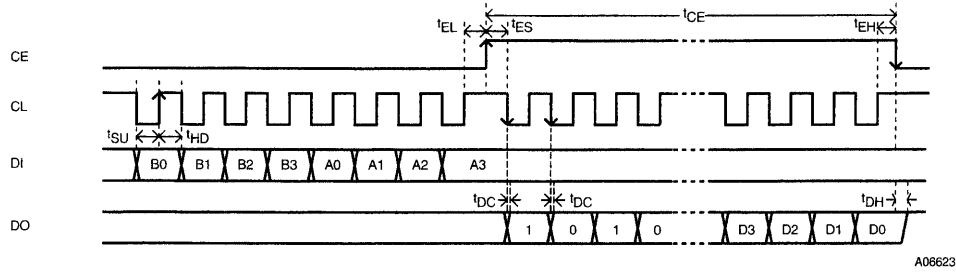 tEL tES tCE tEH
CE
CL
tSU tHD
DI B0 B1 B2 B3 A0 A1 A2 A3
tDC tDC tDH
DO 1 0 1 0 D3 D2 D1 D0
A06623